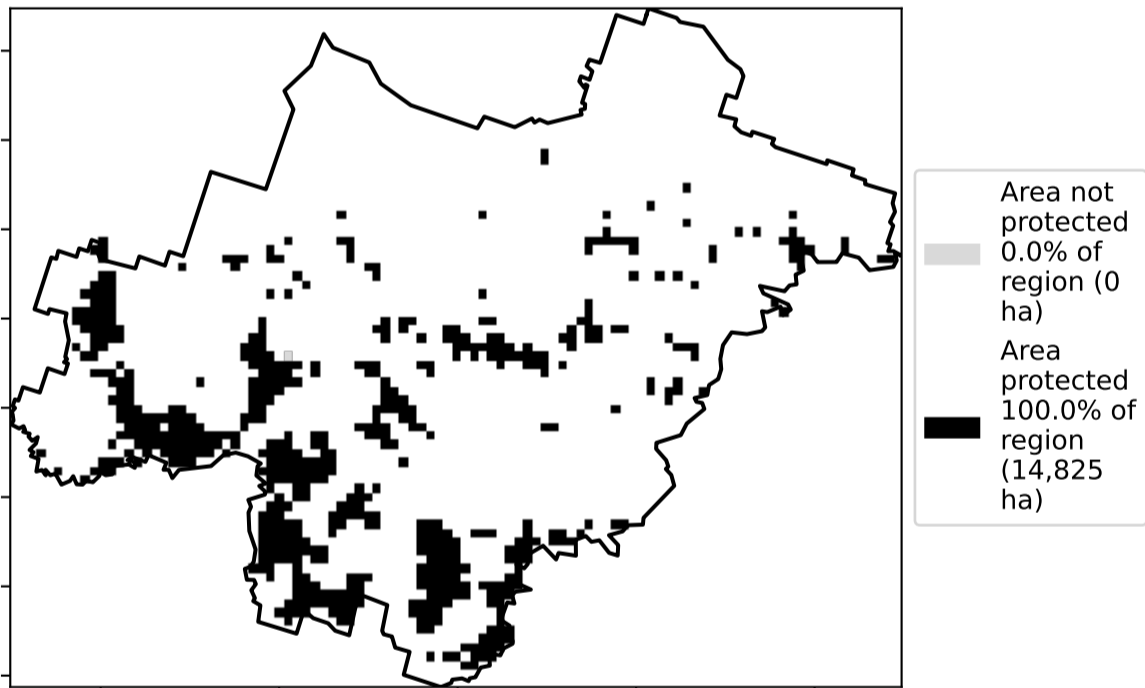 Area not
protected
0.0% of
region (0
ha)
Area
protected
100.0% of
region
(14,825
ha)